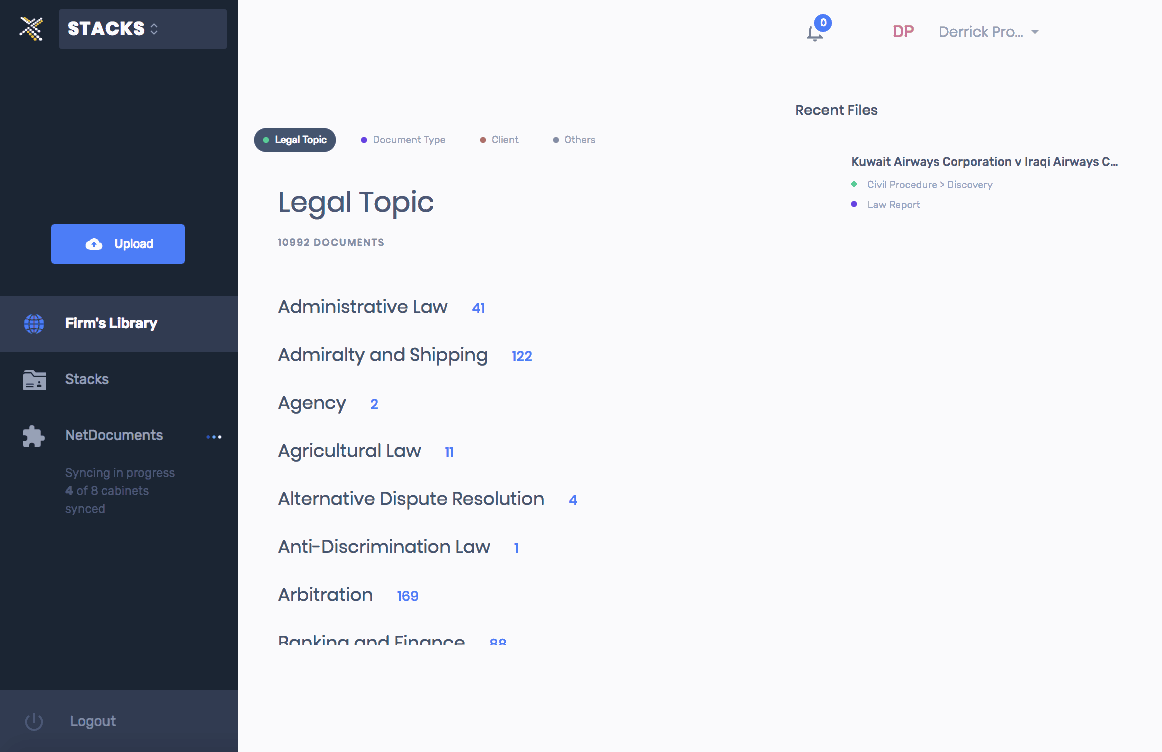 STACKS
0
DP
Derrick Pro...
Recent Files
Legal Topic
Document Type
Client
Others
Kuwait Airways Corporation v Iraqi Airways C...
Civil Procedure > Discovery
Law Report
Legal Topic
10992 DOCUMENTS
Upload
Administrative Law 41
Firm's Library
Admiralty and Shipping 122
Stacks
Agency 2
NetDocuments
Agricultural Law 11
Syncing in progress
4 of 8 cabinets
synced
Alternative Dispute Resolution 4
Anti-Discrimination Law 1
Arbitration 169
Banking and Finance 88
Logout